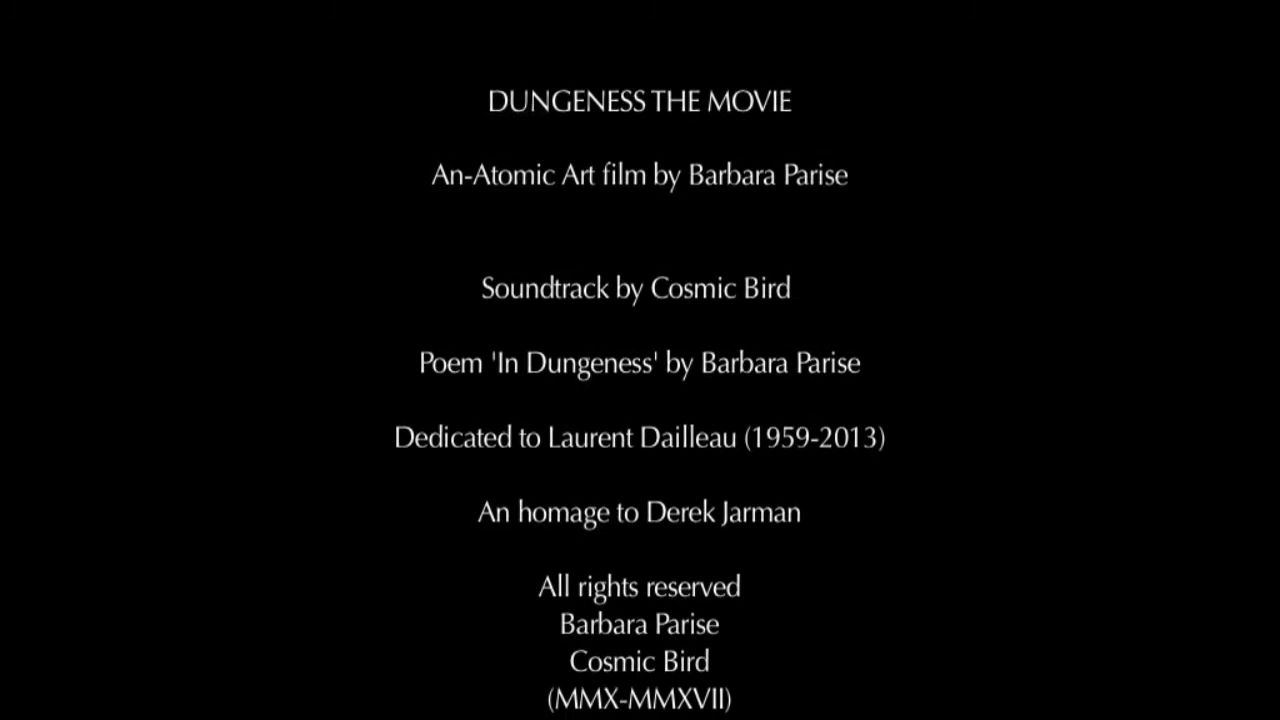 DUNGENESS THE MOVIE
An-Atomic Art film by Barbara Parise
Soundtrack by Cosmic Bird
Poem 'In Dungeness' by Barbara Parise
Dedicated to Laurent Dailleau (1959-2013)
An homage to Derek Jarman
All rights reserved
Barbara Parise
Cosmic Bird
(MMX-MMXVII)